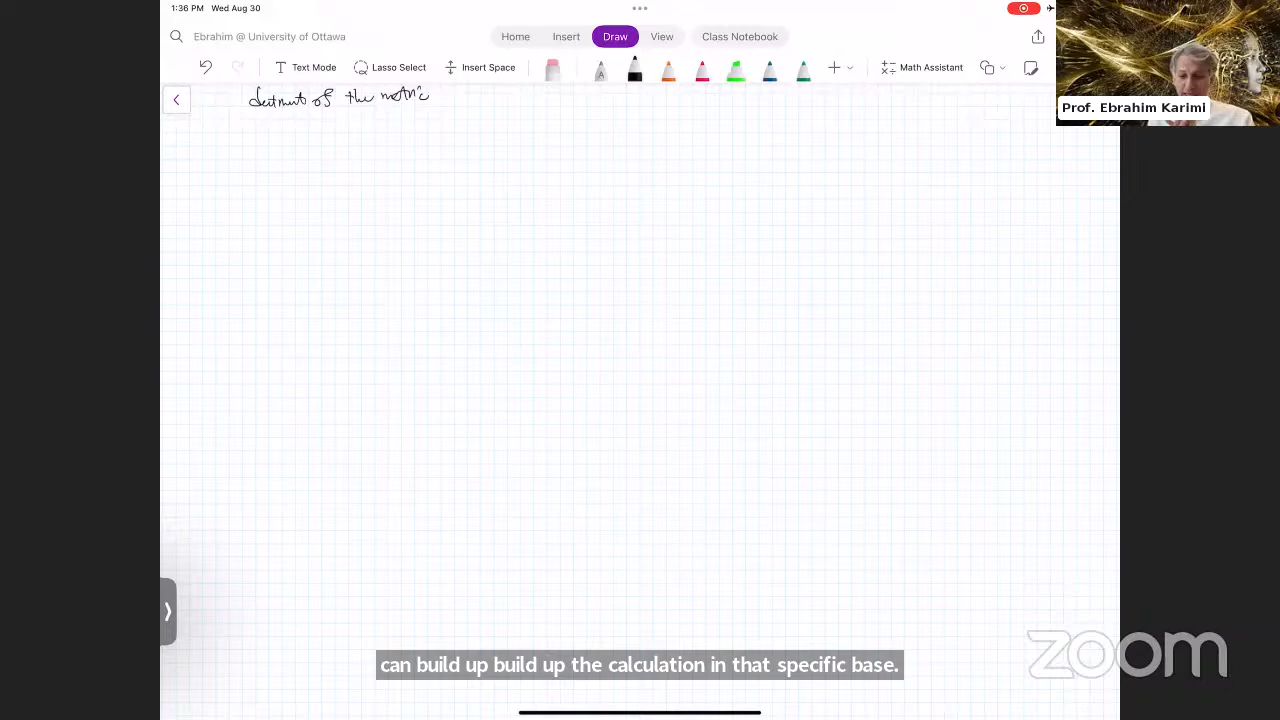 1:36 PM Wed Aug 30
Ebrahim @ University of Ottawa
Home Insert Draw View Class Notebook
Text Mode Lasso Select Insert Space Math Assistant
of the
Prof. Ebrahim Karimi
can build up build up the calculation in that specific base.
zoom